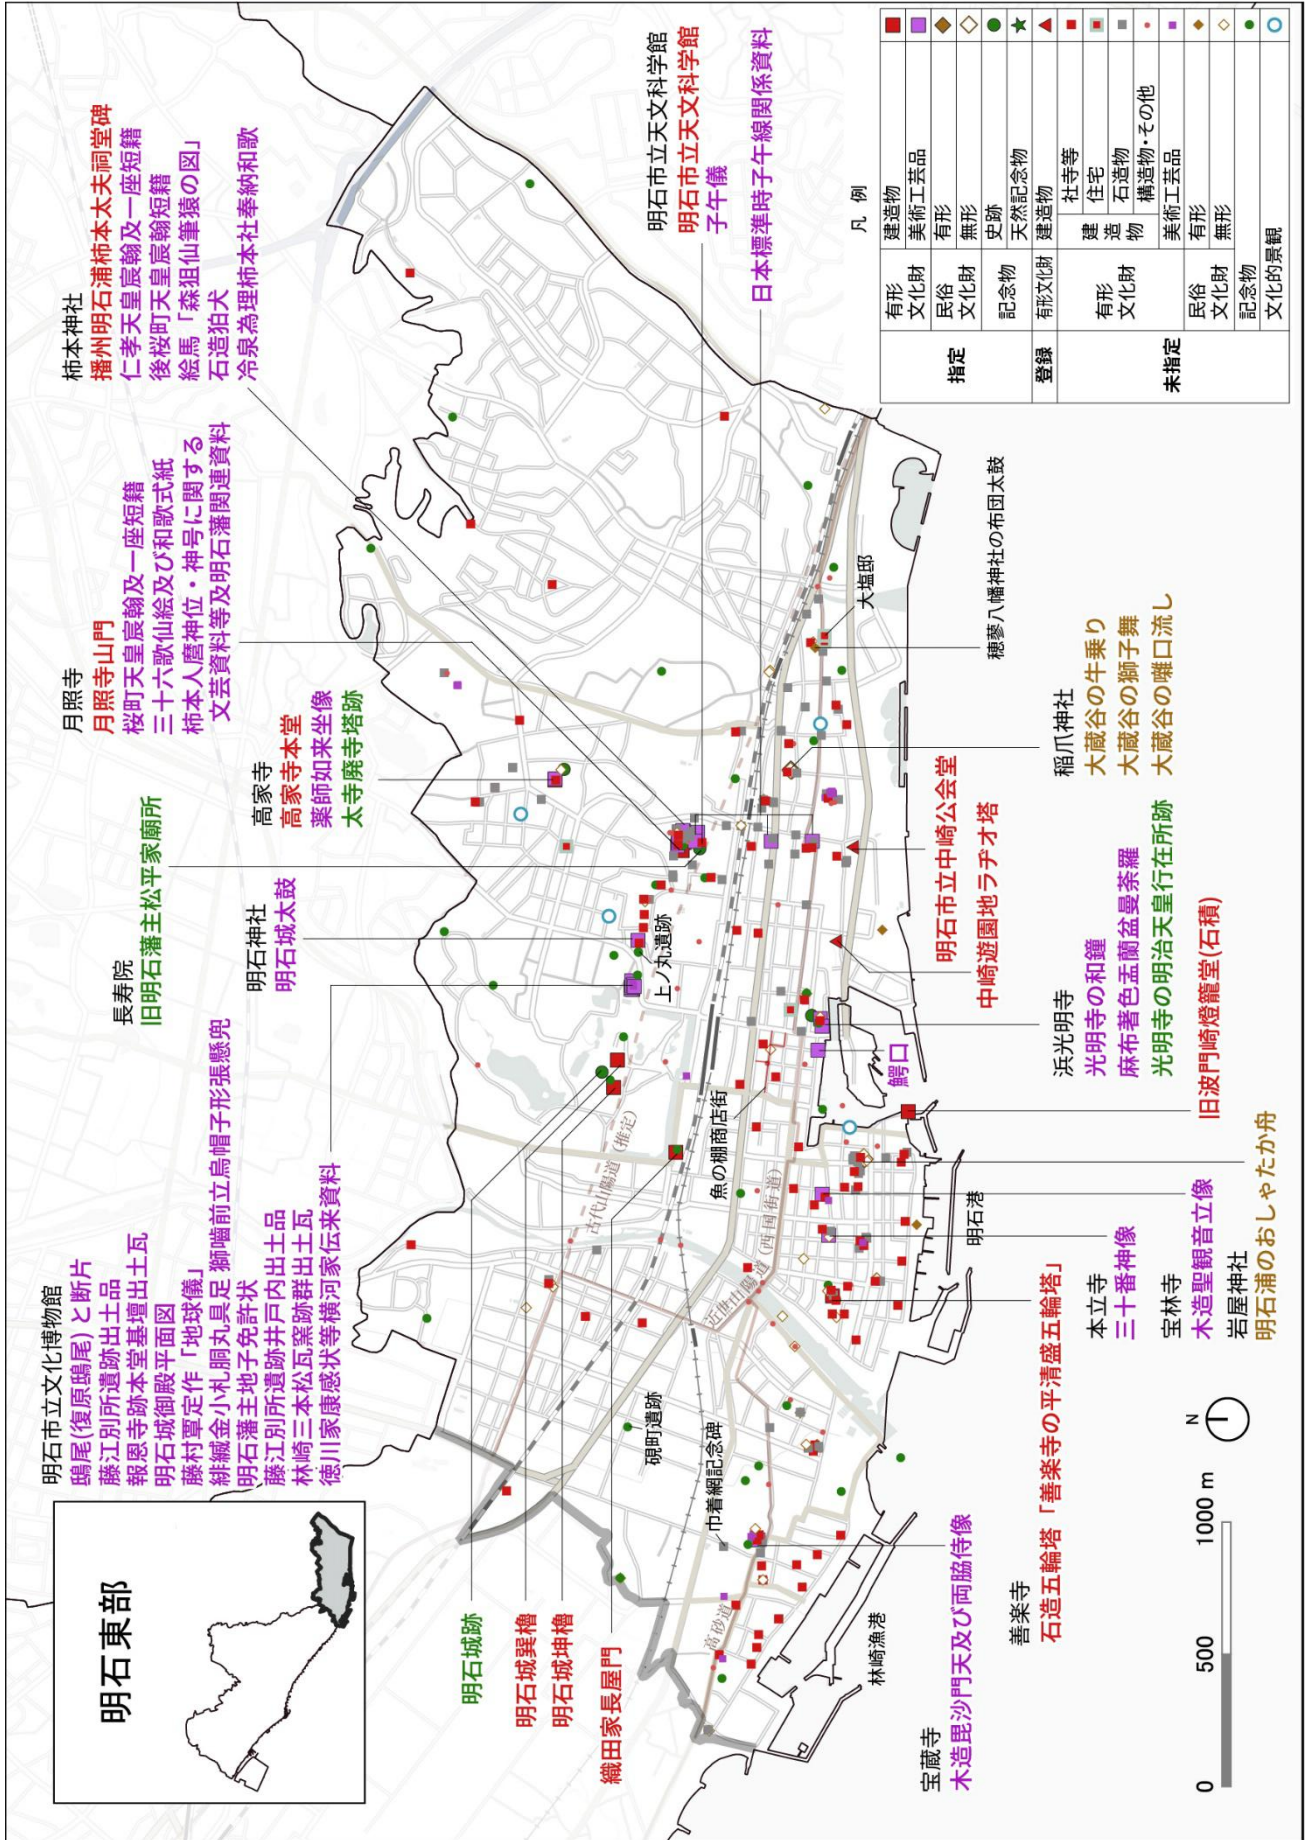 明石東部
明石市立文化博物館
鴟尾(復原鴟尾)と断片
藤江別所遺跡出土品
報恩寺跡本堂基壇出土瓦
明石城御殿平面図
藤村覃定作「地球儀」
緋縅金小札胴丸具足 獅噛前立烏帽子形張懸兜
明石藩主地子免許状
藤江別所遺跡井戸内出土品
林崎三本松瓦窯跡群出土瓦
徳川家康感状等横河家伝来資料
長寿院
旧明石藩主松平家廟所
明石神社
明石城太鼓
高家寺
高家寺本堂
薬師如来坐像
太寺廃寺塔跡
月照寺
月照寺山門
桜町天皇宸翰及一座短籍
三十六歌仙絵及び和歌式紙
柿本人麿神位・神号に関する
文芸資料等及明石藩関連資料
柿本神社
播州明石浦柿本太夫祠堂碑
仁孝天皇宸翰及一座短籍
後桜町天皇宸翰短籍
絵馬「森狙仙筆猿の図」
石造狛犬
冷泉為理柿本社奉納和歌
明石市立天文科学館
明石市立天文科学館
子午儀
日本標準時子午線関係資料
明石城跡
明石城巽櫓
明石城坤櫓
織田家長屋門
古代山陽道(推定)
上ノ丸遺跡
硯町遺跡
巾着網記念碑
魚の棚商店街
近世山陽道(西国街道)
高砂道
大塩邸
穂蓼八幡神社の布団太鼓
林崎漁港
明石港
宝蔵寺
木造毘沙門天及び両脇侍像
善楽寺
石造五輪塔「善楽寺の平清盛五輪塔」
本立寺
三十番神像
宝林寺
木造聖観音立像
岩屋神社
明石浦のおしゃたか舟
旧波門崎燈籠堂(石積)
鰐口
浜光明寺
光明寺の和鐘
麻布著色盂蘭盆曼荼羅
光明寺の明治天皇行在所跡
明石市立中崎公会堂
中崎遊園地ラヂオ塔
稲爪神社
大蔵谷の牛乗り
大蔵谷の獅子舞
大蔵谷の囃口流し
凡 例
指定
有形文化財
建造物
美術工芸品
民俗文化財
有形
無形
記念物
史跡
天然記念物
登録
有形文化財
建造物
未指定
有形文化財
建造物
社寺等
住宅
石造物
構造物・その他
美術工芸品
民俗文化財
有形
無形
記念物
文化的景観
0 500 1000 m
N